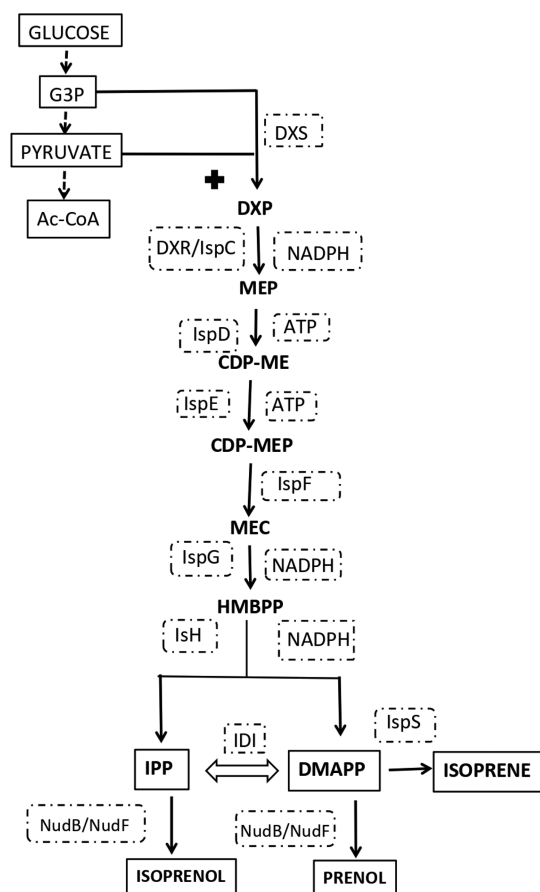 GLUCOSE
G3P
DXS
PYRUVATE
DXP
Ac-CoA
DXR/IspC
NADPH
MEP
IspD
ATP
CDP-ME
IspE
ATP
CDP-MEP
IspF
MEC
IspG
NADPH
HMBPP
IsH
NADPH
IspS
IDI
IPP
DMAPP
ISOPRENE
NudB/NudF
NudB/NudF
ISOPRENOL
PRENOL